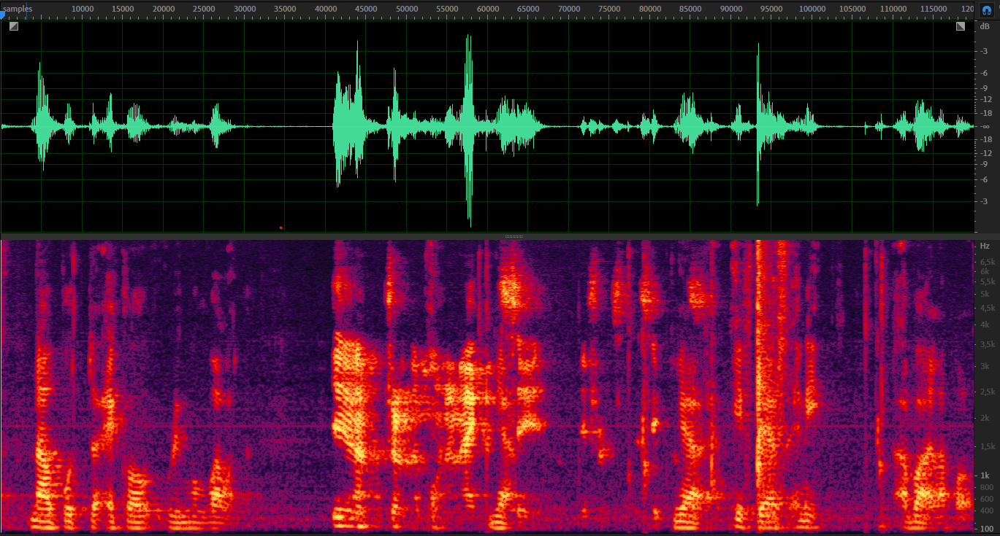 samples 10000 15000 20000 25000 30000 35000 40000 45000 50000 55000 60000 65000 70000 75000 80000 85000 90000 95000 100000 105000 110000 115000 120
dB
-3
-6
-9
-12
-18
-∞
-18
-12
-9
-6
-3
Hz
6,5k
6k
5,5k
5k
4,5k
4k
3,5k
3k
2,5k
2k
1,5k
1k
800
600
400
100